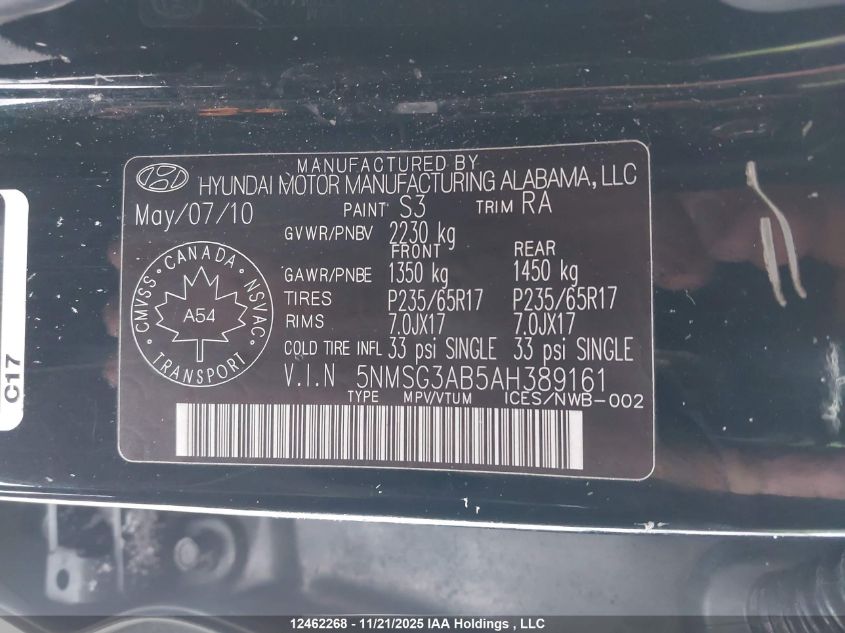 MANUFACTURED BY
HYUNDAI MOTOR MANUFACTURING ALABAMA, LLC
May/07/10 PAINT S3 TRIM RA
GVWR/PNBV 2230 kg
FRONT REAR
GAWR/PNBE 1350 kg 1450 kg
TIRES P235/65R17 P235/65R17
RIMS 7.0JX17 7.0JX17
COLD TIRE INFL 33 psi SINGLE 33 psi SINGLE
V.I.N 5NMSG3AB5AH389161
TYPE MPV/VTUM ICES/NWB-002
CMVSS • CANADA • NSVAC • TRANSPORT •
A54
C17
12462268 - 11/21/2025 IAA Holdings , LLC